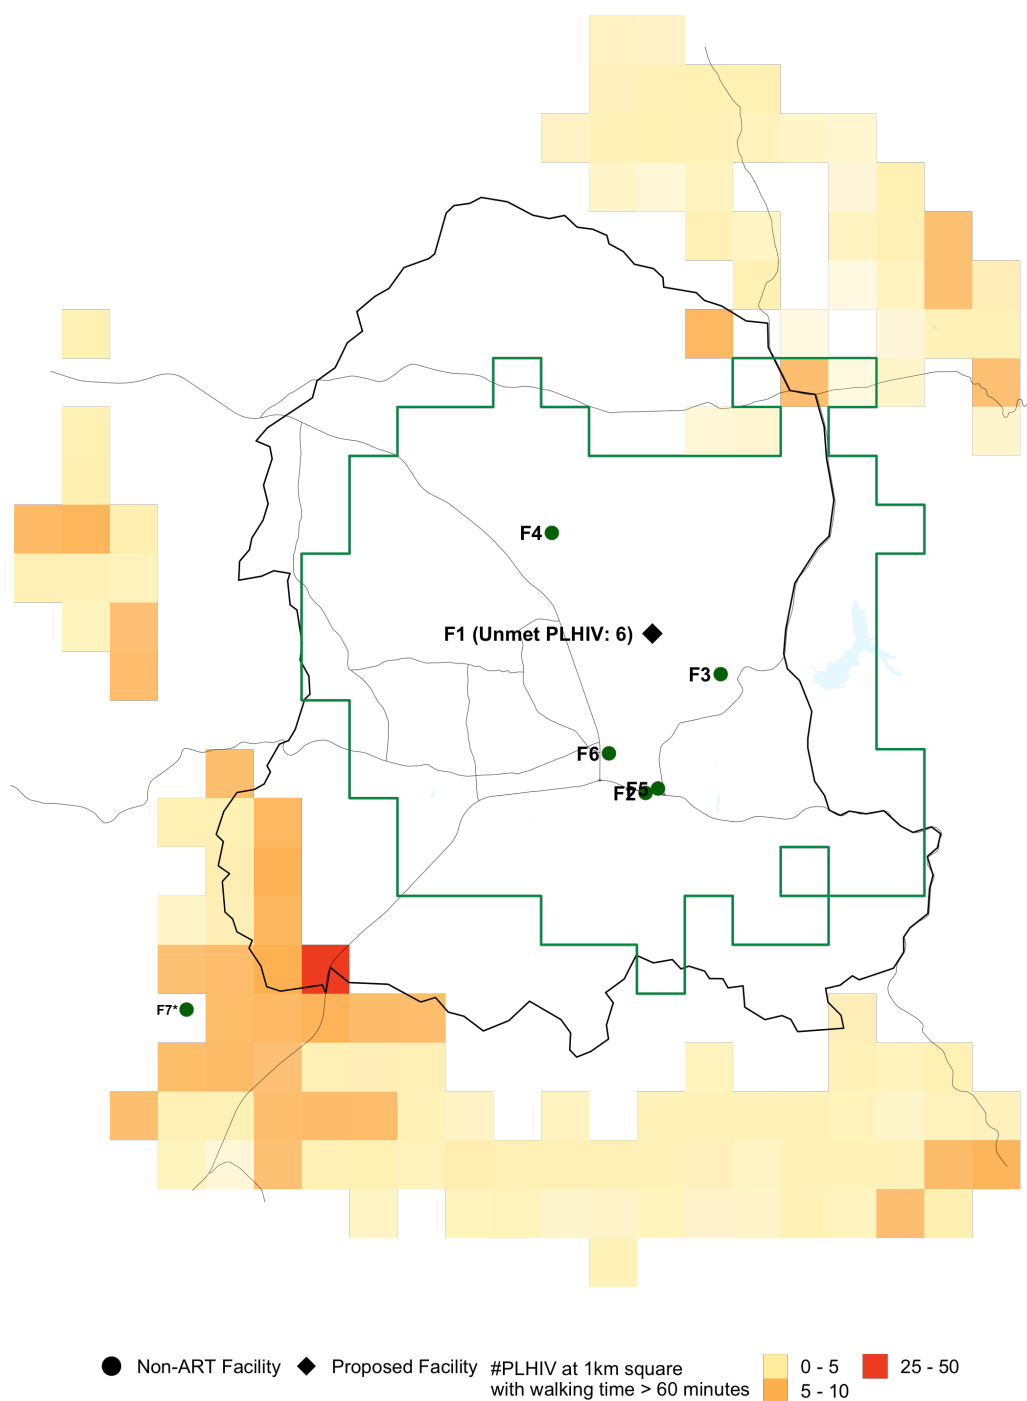 F4
F1 (Unmet PLHIV: 6)
F3
F6
F5
F2
F7*
Non-ART Facility
Proposed Facility
#PLHIV at 1km square
with walking time > 60 minutes
0 - 5
5 - 10
25 - 50